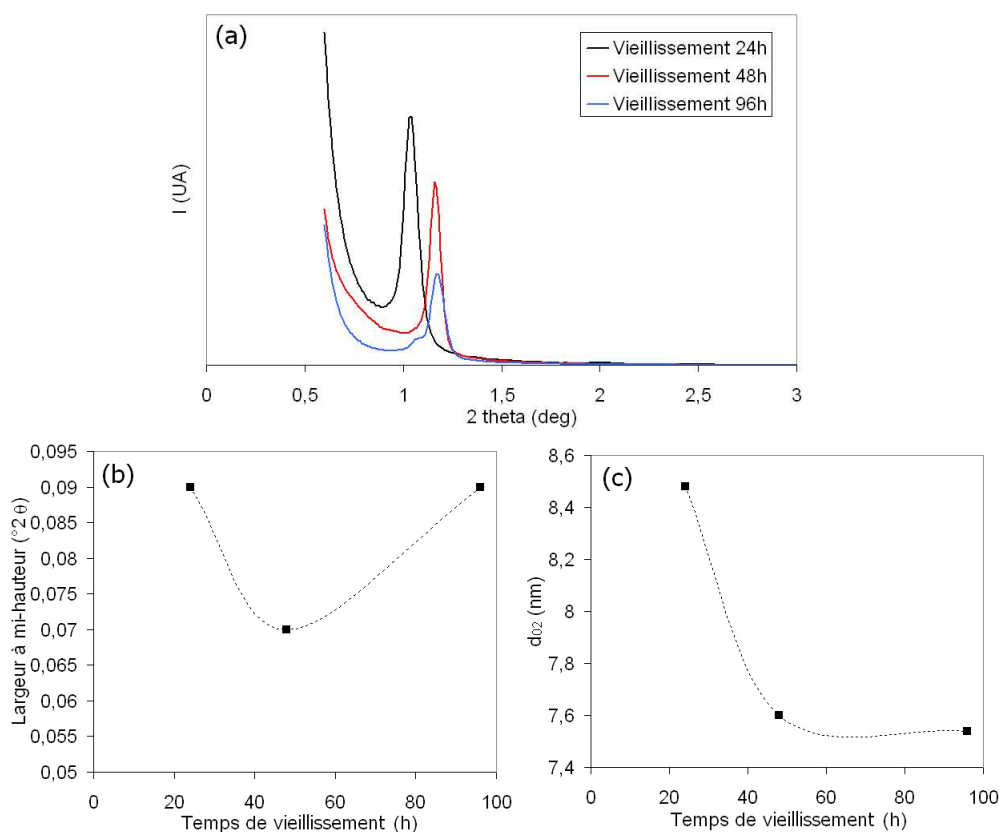 (a)
Vieillissement 24h
Vieillissement 48h
Vieillissement 96h
I (UA)
0 0,5 1 1,5 2 2,5 3
2 theta (deg)
(b)
Largeur à mi-hauteur (°2θ)
0,095
0,09
0,085
0,08
0,075
0,07
0,065
0,06
0,055
0,05
0 20 40 60 80 100
Temps de vieillissement (h)
(c)
d02 (nm)
8,6
8,4
8,2
8
7,8
7,6
7,4
0 20 40 60 80 100
Temps de vieillissement (h)